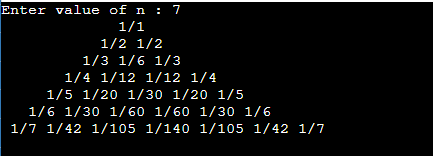 Enter value of n : 7
1/1
1/2 1/2
1/3 1/6 1/3
1/4 1/12 1/12 1/4
1/5 1/20 1/30 1/20 1/5
1/6 1/30 1/60 1/60 1/30 1/6
1/7 1/42 1/105 1/140 1/105 1/42 1/7